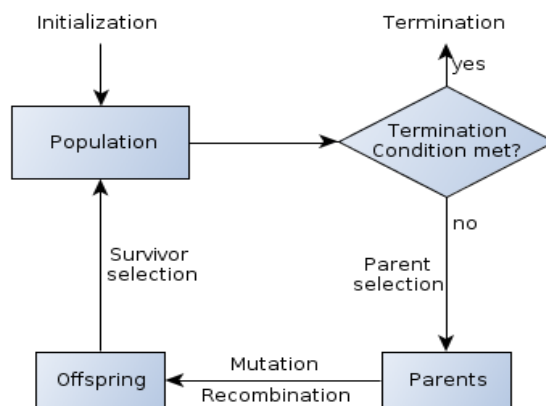 Initialization
Termination
yes
Population
Termination
Condition met?
no
Survivor
selection
Parent
selection
Mutation
Offspring
Recombination
Parents